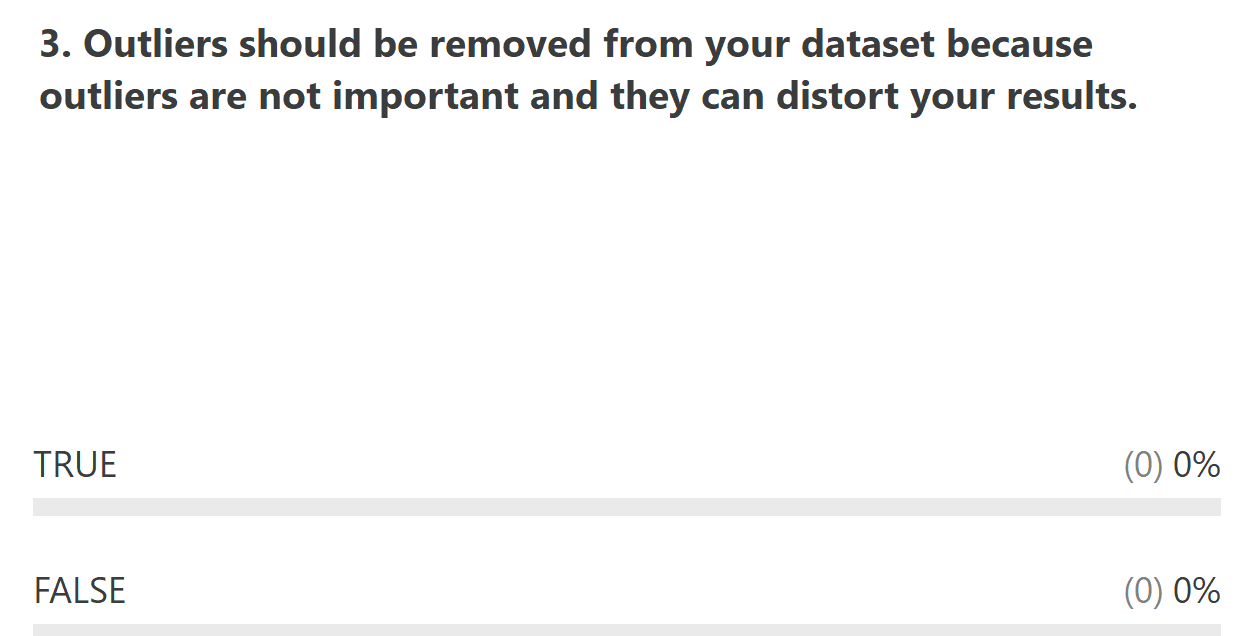 3. Outliers should be removed from your dataset because
outliers are not important and they can distort your results.
TRUE (0) 0%
FALSE (0) 0%